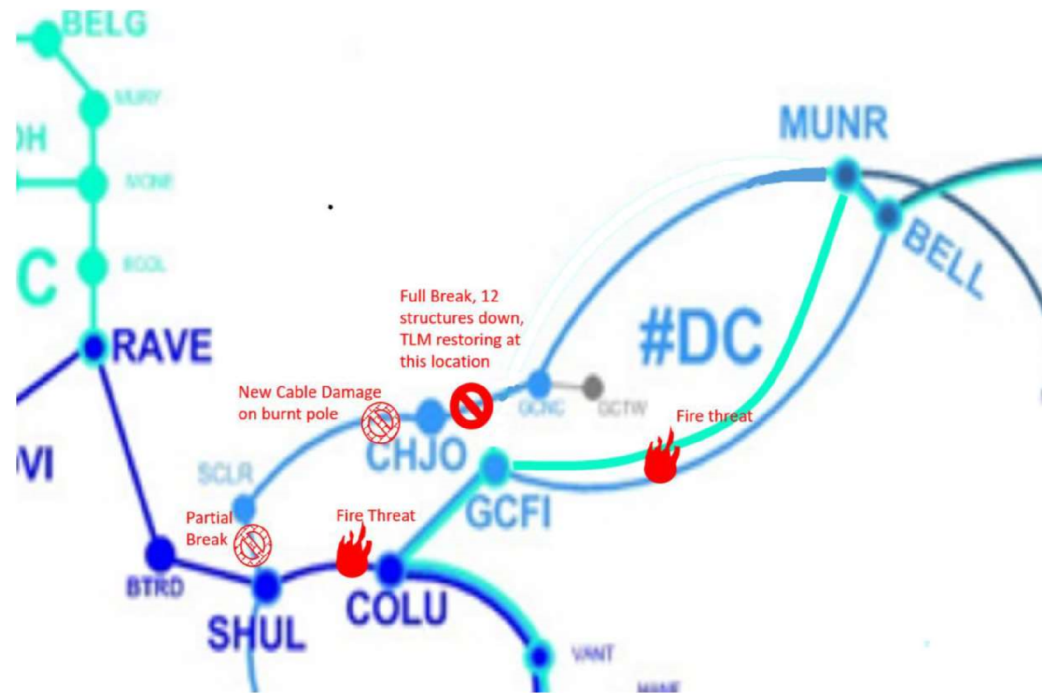 BELG
MURY
OH
MONE
MUNR
BCOL
C
BELL
Full Break, 12
structures down,
TLM restoring at
this location
#DC
RAVE
New Cable Damage
on burnt pole
GCNC
GCTW
Fire threat
CHJO
OVI
SCLR
GCFI
Partial
Break
Fire Threat
BTRD
COLU
SHUL
VANT